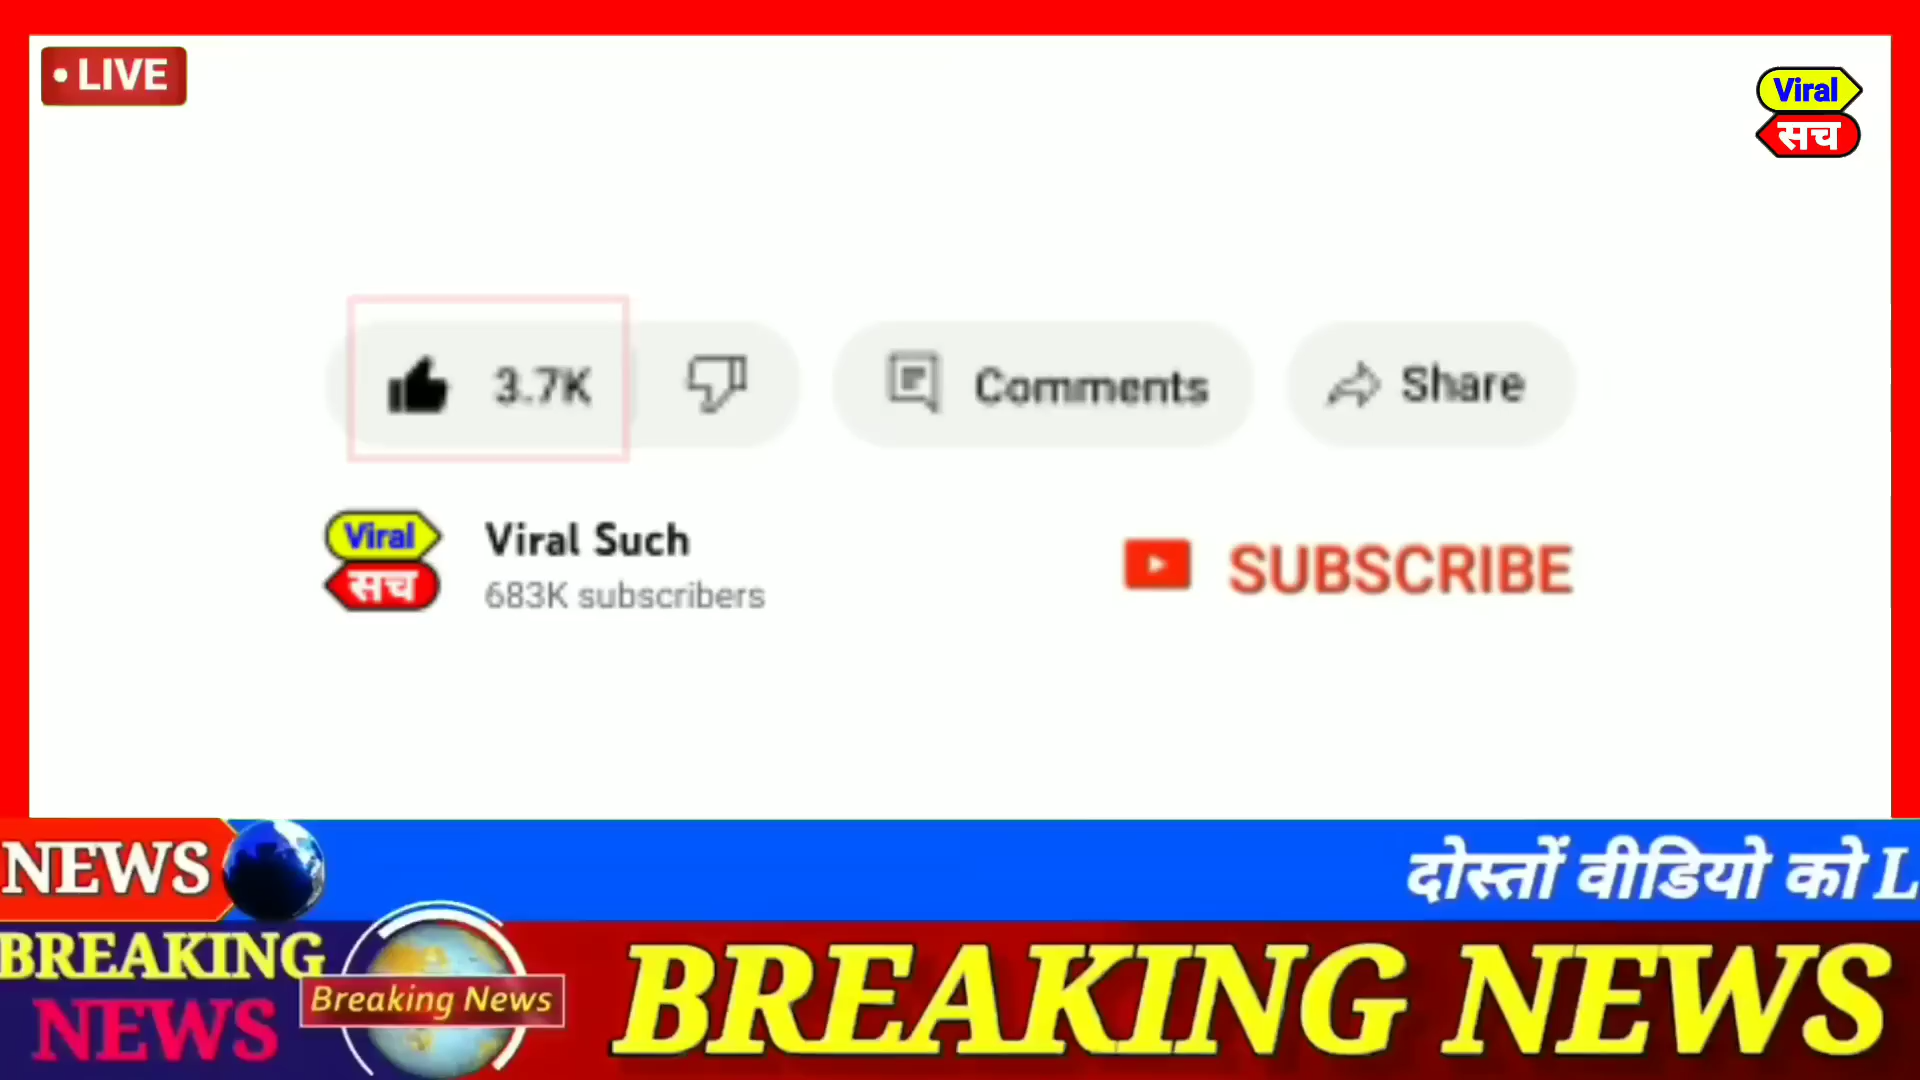 • LIVE
Viral
सच
3.7K
Comments
Share
Viral
सच
Viral Such
683K subscribers
SUBSCRIBE
NEWS
दोस्तों वीडियो को L
BREAKING
NEWS
Breaking News
BREAKING NEWS